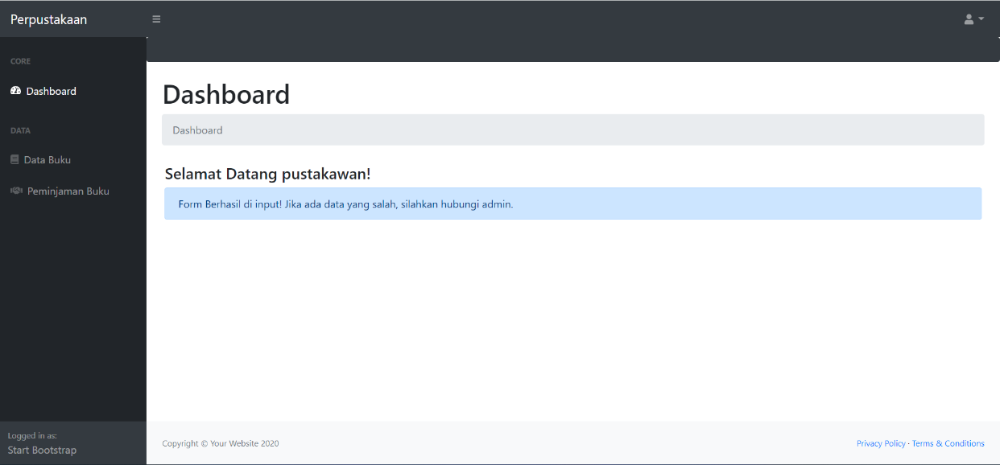 Perpustakaan
CORE
Dashboard
DATA
Data Buku
Peminjaman Buku
Logged in as:
Start Bootstrap
Dashboard
Dashboard
Selamat Datang pustakawan!
Form Berhasil di input! Jika ada data yang salah, silahkan hubungi admin.
Copyright © Your Website 2020
Privacy Policy · Terms & Conditions